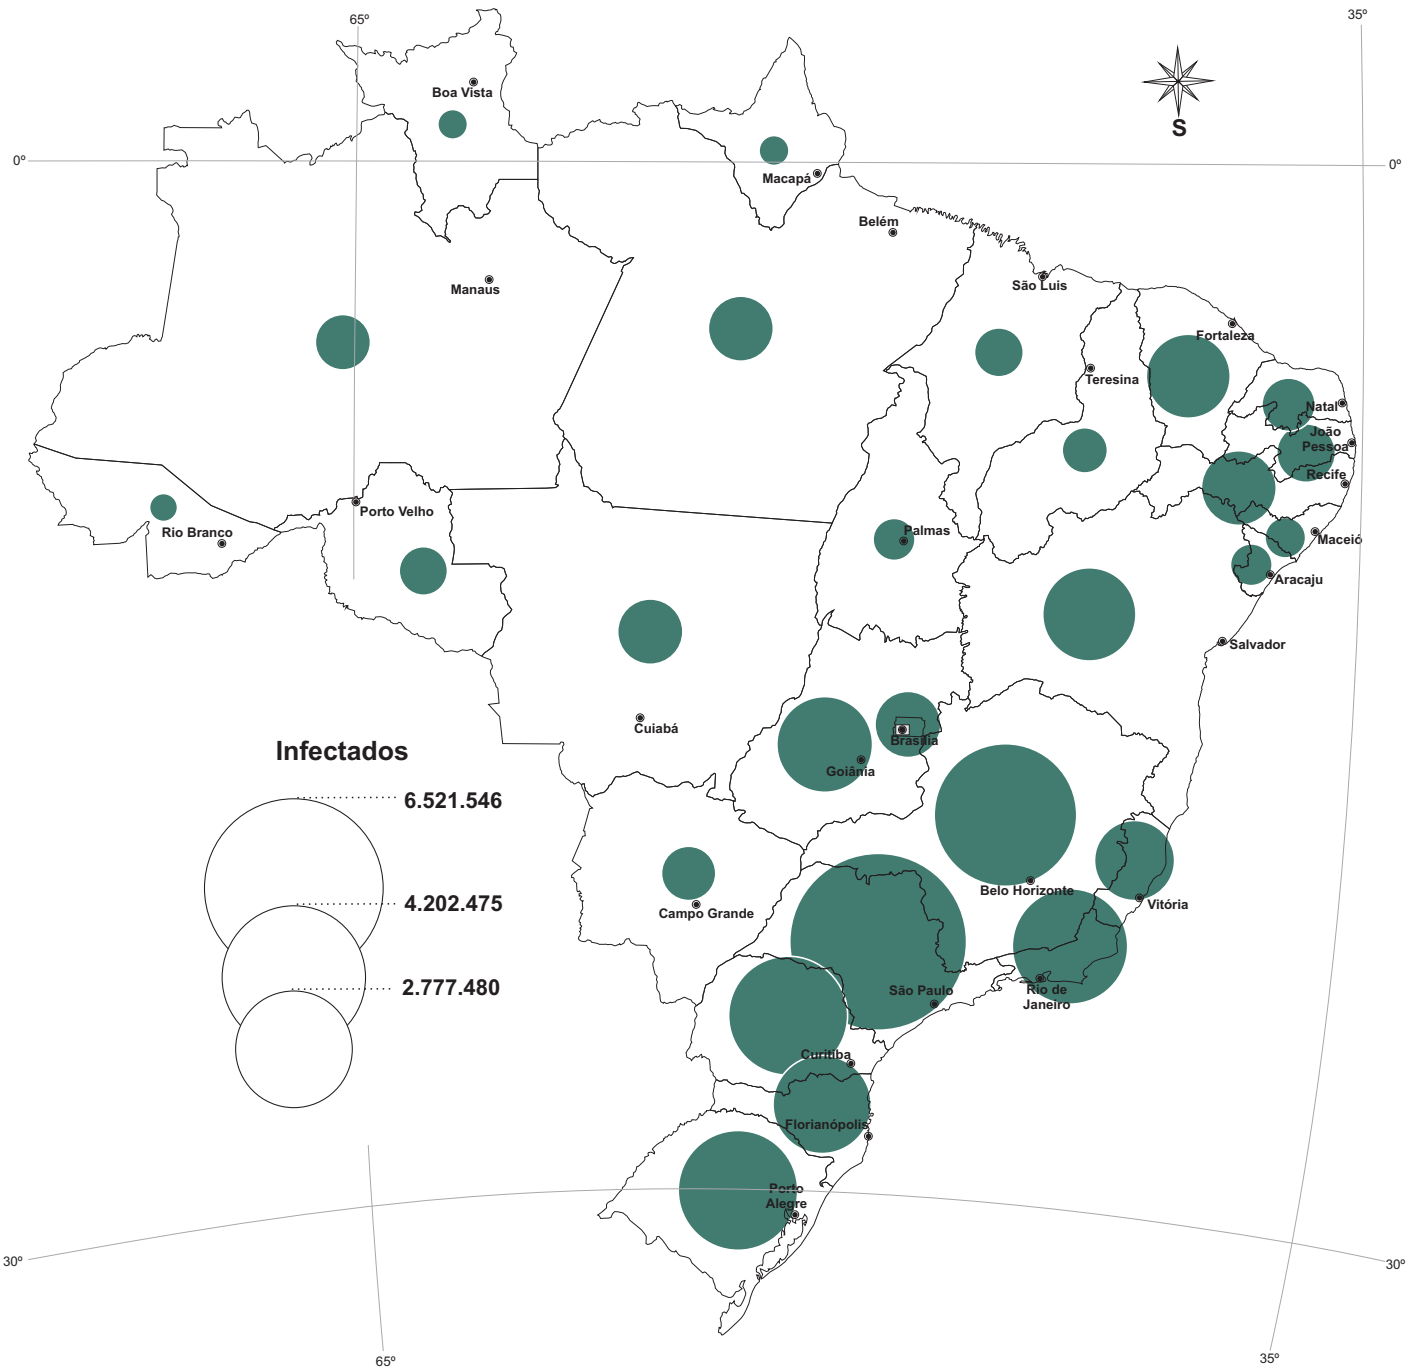 65º
35º
Boa Vista
S
0º
0º
Macapá
Belém
Manaus
São Luis
Fortaleza
Teresina
Natal
João
Pessoa
Recife
Porto Velho
Rio Branco
Palmas
Maceió
Aracaju
Salvador
Cuiabá
Brasília
Goiânia
Infectados
6.521.546
4.202.475
2.777.480
Belo Horizonte
Vitória
Campo Grande
São Paulo
Rio de
Janeiro
Curitiba
Florianópolis
Porto
Alegre
30º
30º
65º
35º